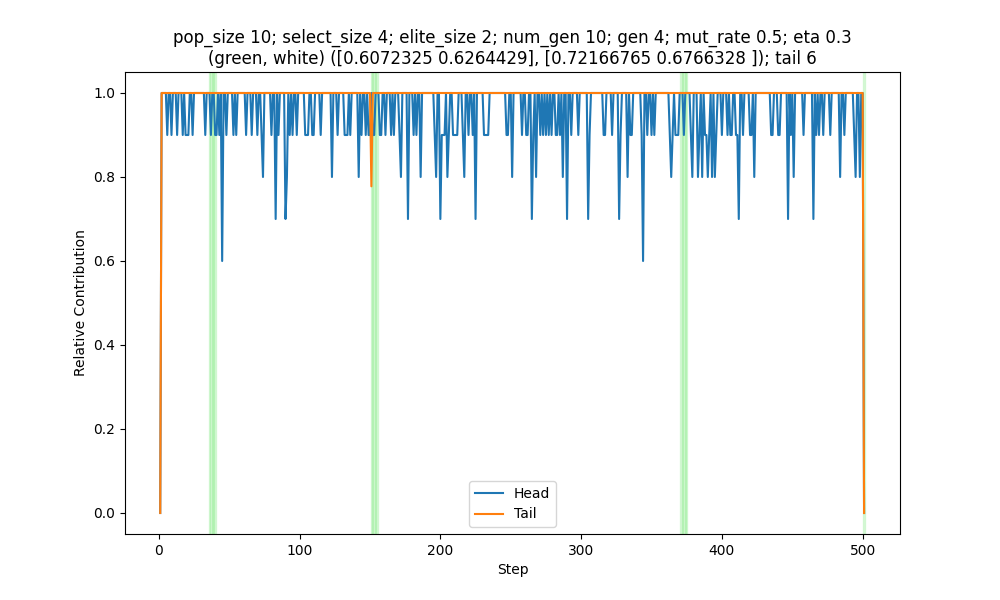 pop_size 10; select_size 4; elite_size 2; num_gen 10; gen 4; mut_rate 0.5; eta 0.3
(green, white) ([0.6072325 0.6264429], [0.72166765 0.6766328 ]); tail 6
1.0
0.8
0.6
0.4
0.2
0.0
Relative Contribution
Head
Tail
0
100
200
300
400
500
Step